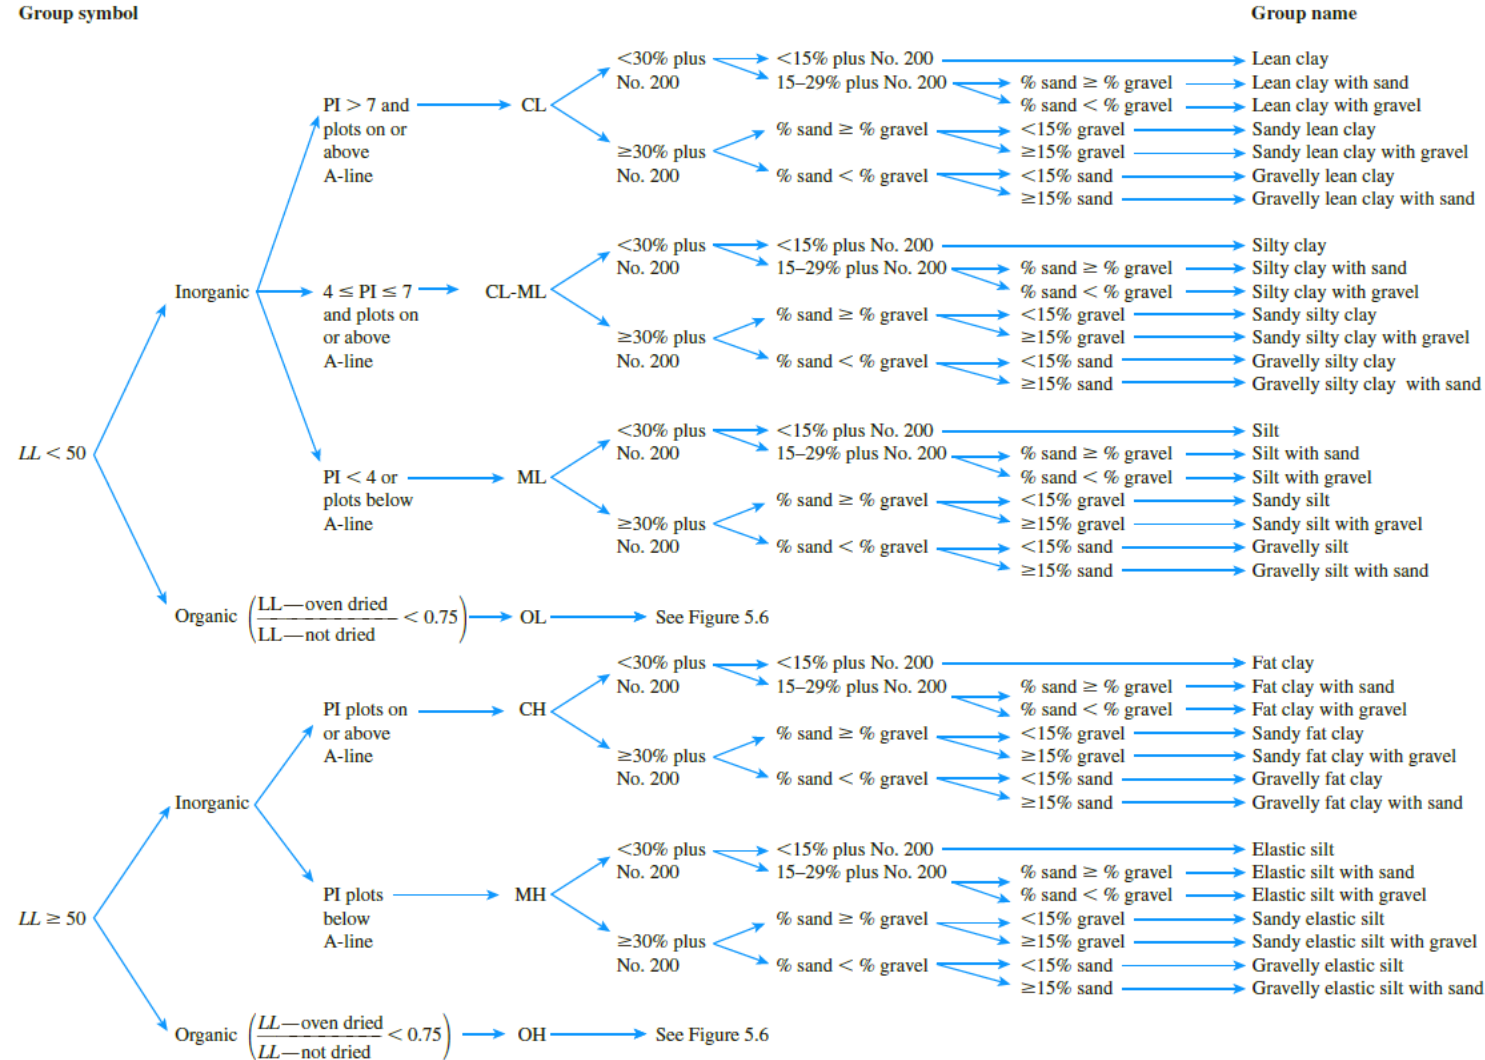 Group symbol Group name
<30% plus <15% plus No. 200 Lean clay
No. 200 15–29% plus No. 200 % sand ≥ % gravel Lean clay with sand
PI > 7 and CL % sand < % gravel Lean clay with gravel
plots on or % sand ≥ % gravel <15% gravel Sandy lean clay
above ≥30% plus ≥15% gravel Sandy lean clay with gravel
A-line No. 200 % sand < % gravel <15% sand Gravelly lean clay
≥15% sand Gravelly lean clay with sand
<30% plus <15% plus No. 200 Silty clay
No. 200 15–29% plus No. 200 % sand ≥ % gravel Silty clay with sand
Inorganic 4 ≤ PI ≤ 7 CL-ML % sand < % gravel Silty clay with gravel
and plots on % sand ≥ % gravel <15% gravel Sandy silty clay
or above ≥30% plus ≥15% gravel Sandy silty clay with gravel
A-line No. 200 % sand < % gravel <15% sand Gravelly silty clay
≥15% sand Gravelly silty clay with sand
<30% plus <15% plus No. 200 Silt
LL < 50 No. 200 15–29% plus No. 200 % sand ≥ % gravel Silt with sand
PI < 4 or ML % sand < % gravel Silt with gravel
plots below % sand ≥ % gravel <15% gravel Sandy silt
A-line ≥30% plus ≥15% gravel Sandy silt with gravel
No. 200 % sand < % gravel <15% sand Gravelly silt
≥15% sand Gravelly silt with sand
LL—oven dried
Organic ( < 0.75 ) OL See Figure 5.6
LL—not dried
<30% plus <15% plus No. 200 Fat clay
No. 200 15–29% plus No. 200 % sand ≥ % gravel Fat clay with sand
PI plots on CH % sand < % gravel Fat clay with gravel
or above % sand ≥ % gravel <15% gravel Sandy fat clay
A-line ≥30% plus ≥15% gravel Sandy fat clay with gravel
No. 200 % sand < % gravel <15% sand Gravelly fat clay
Inorganic ≥15% sand Gravelly fat clay with sand
<30% plus <15% plus No. 200 Elastic silt
No. 200 15–29% plus No. 200 % sand ≥ % gravel Elastic silt with sand
PI plots MH % sand < % gravel Elastic silt with gravel
LL ≥ 50 below % sand ≥ % gravel <15% gravel Sandy elastic silt
A-line ≥30% plus ≥15% gravel Sandy elastic silt with gravel
No. 200 % sand < % gravel <15% sand Gravelly elastic silt
≥15% sand Gravelly elastic silt with sand
LL—oven dried
Organic ( < 0.75 ) OH See Figure 5.6
LL—not dried